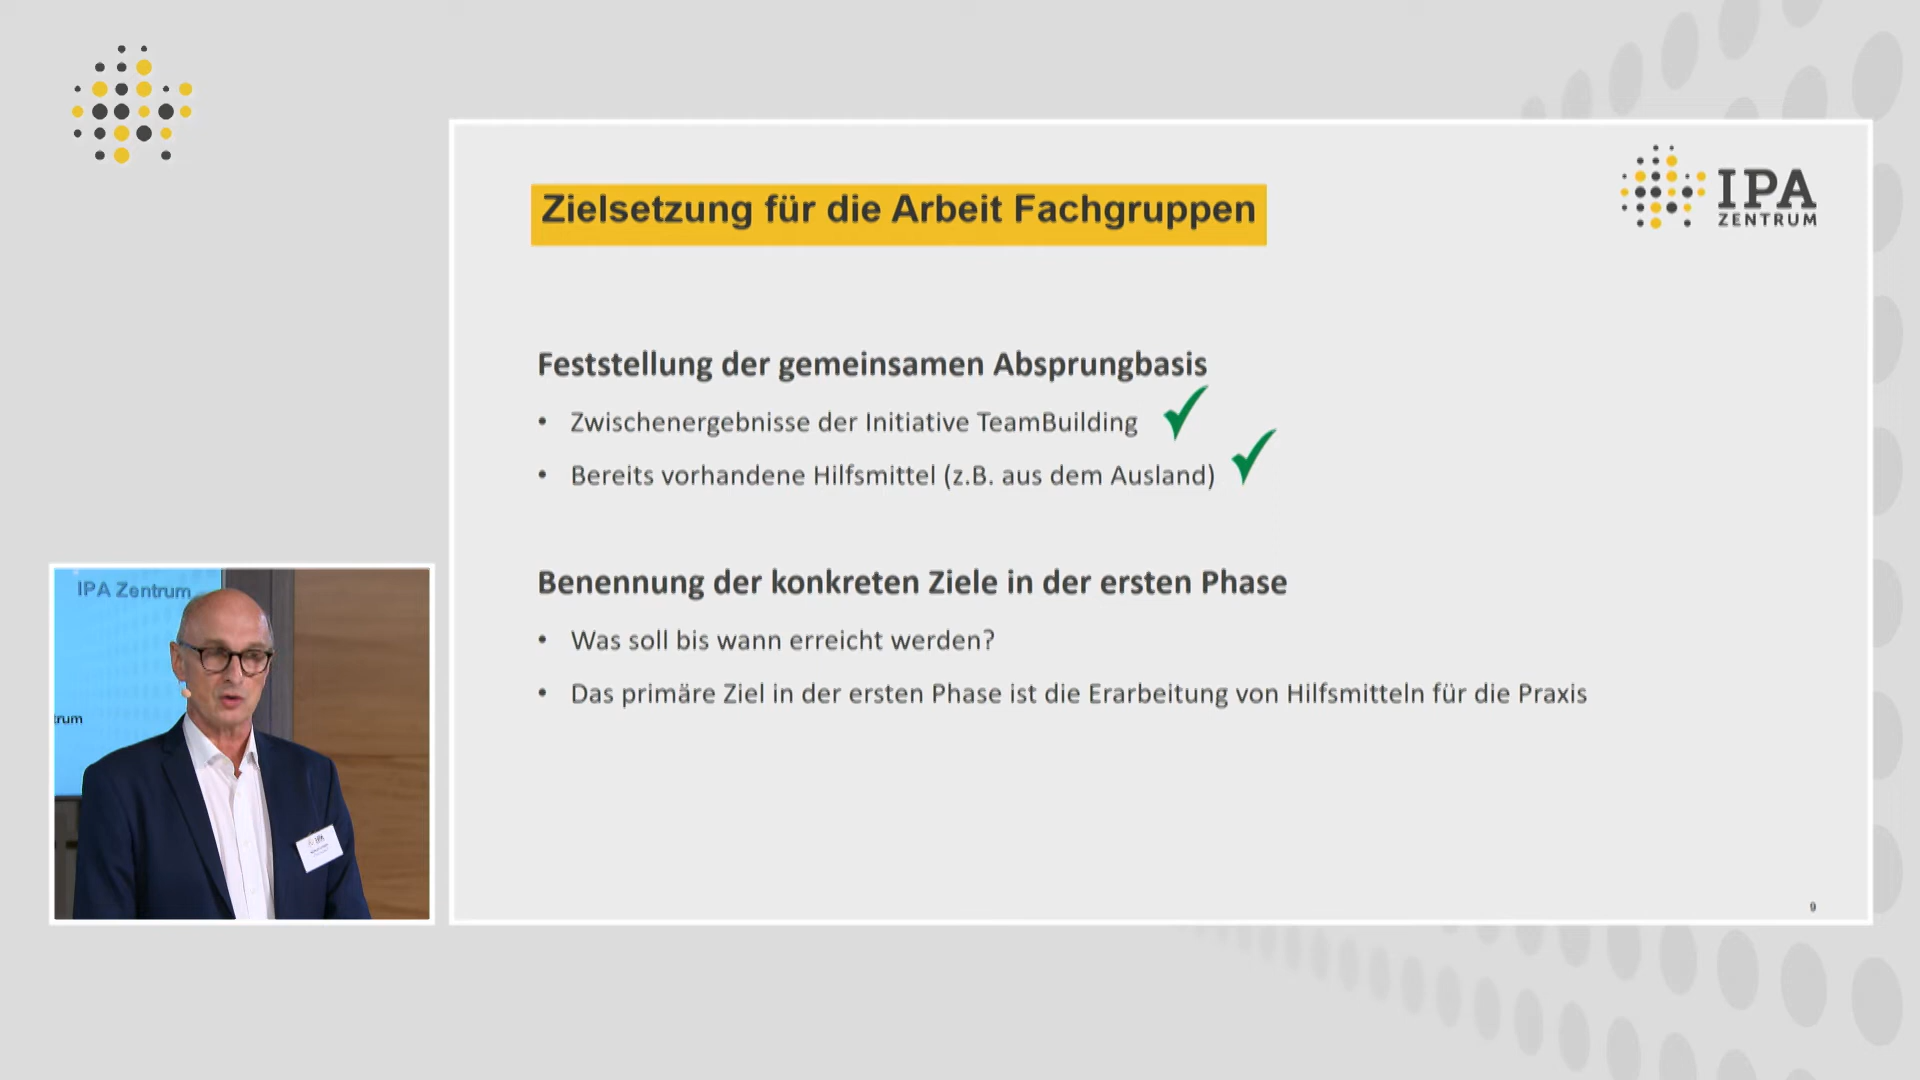 IPA
ZENTRUM
Zielsetzung für die Arbeit Fachgruppen
Feststellung der gemeinsamen Absprungbasis
• Zwischenergebnisse der Initiative TeamBuilding
• Bereits vorhandene Hilfsmittel (z.B. aus dem Ausland)
Benennung der konkreten Ziele in der ersten Phase
• Was soll bis wann erreicht werden?
• Das primäre Ziel in der ersten Phase ist die Erarbeitung von Hilfsmitteln für die Praxis
9
IPA Zentrum
trum
IPA